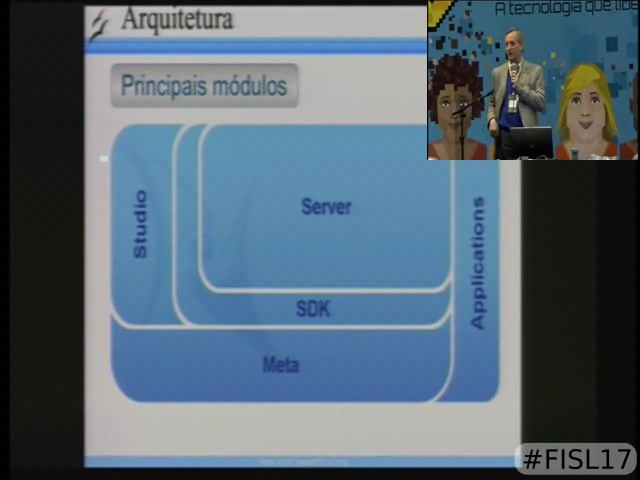 Arquitetura
A tecnologia que
Principais módulos
Studio
Server
SDK
Applications
Meta
#FISL17